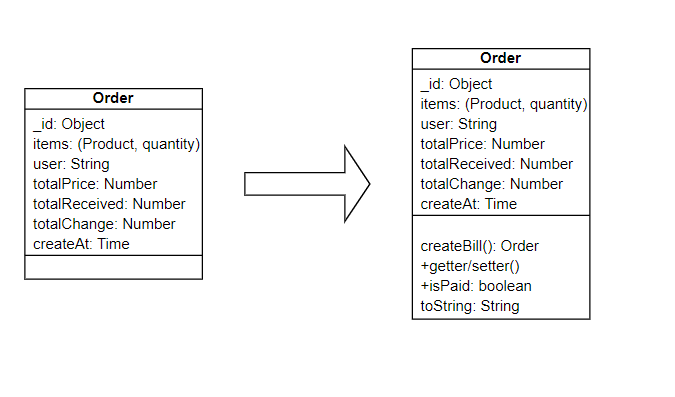 Order
_id: Object
items: (Product, quantity)
user: String
totalPrice: Number
totalReceived: Number
totalChange: Number
createAt: Time
Order
_id: Object
items: (Product, quantity)
user: String
totalPrice: Number
totalReceived: Number
totalChange: Number
createAt: Time
createBill(): Order
+getter/setter()
+isPaid: boolean
toString: String